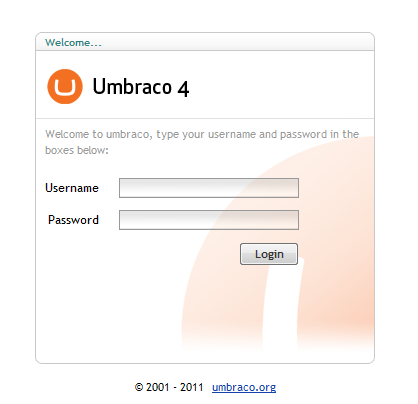 Welcome...
Umbraco 4
Welcome to umbraco, type your username and password in the
boxes below:
Username
Password
Login
© 2001 - 2011 umbraco.org